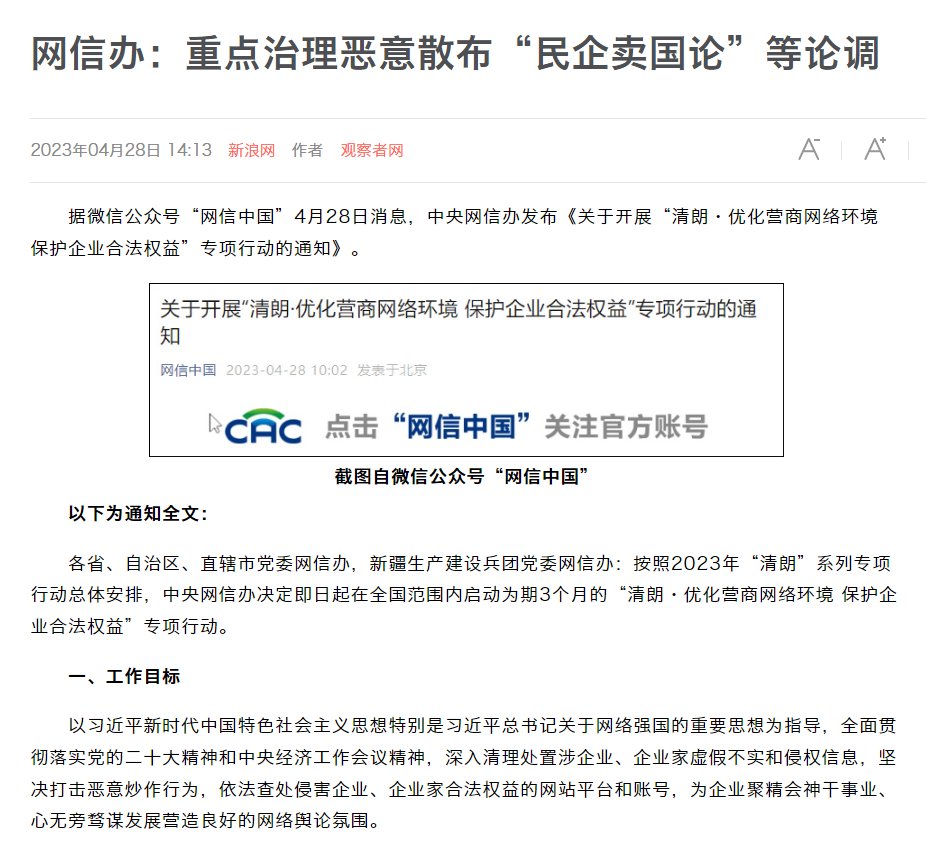 网信办：重点治理恶意散布“民企卖国论”等论调
2023年04月28日 14:13 新浪网 作者 观察者网 A- A+
据微信公众号“网信中国”4月28日消息，中央网信办发布《关于开展“清朗·优化营商网络环境
保护企业合法权益”专项行动的通知》。
关于开展“清朗·优化营商网络环境 保护企业合法权益”专项行动的通
知
网信中国 2023-04-28 10:02 发表于北京
CAC 点击“网信中国”关注官方账号
截图自微信公众号“网信中国”
以下为通知全文：
各省、自治区、直辖市党委网信办，新疆生产建设兵团党委网信办：按照2023年“清朗”系列专项
行动总体安排，中央网信办决定即日起在全国范围内启动为期3个月的“清朗·优化营商网络环境 保护企
业合法权益”专项行动。
一、工作目标
以习近平新时代中国特色社会主义思想特别是习近平总书记关于网络强国的重要思想为指导，全面贯
彻落实党的二十大精神和中央经济工作会议精神，深入清理处置涉企业、企业家虚假不实和侵权信息，坚
决打击恶意炒作行为，依法查处侵害企业、企业家合法权益的网站平台和账号，为企业聚精会神干事业、
心无旁骛谋发展营造良好的网络舆论氛围。